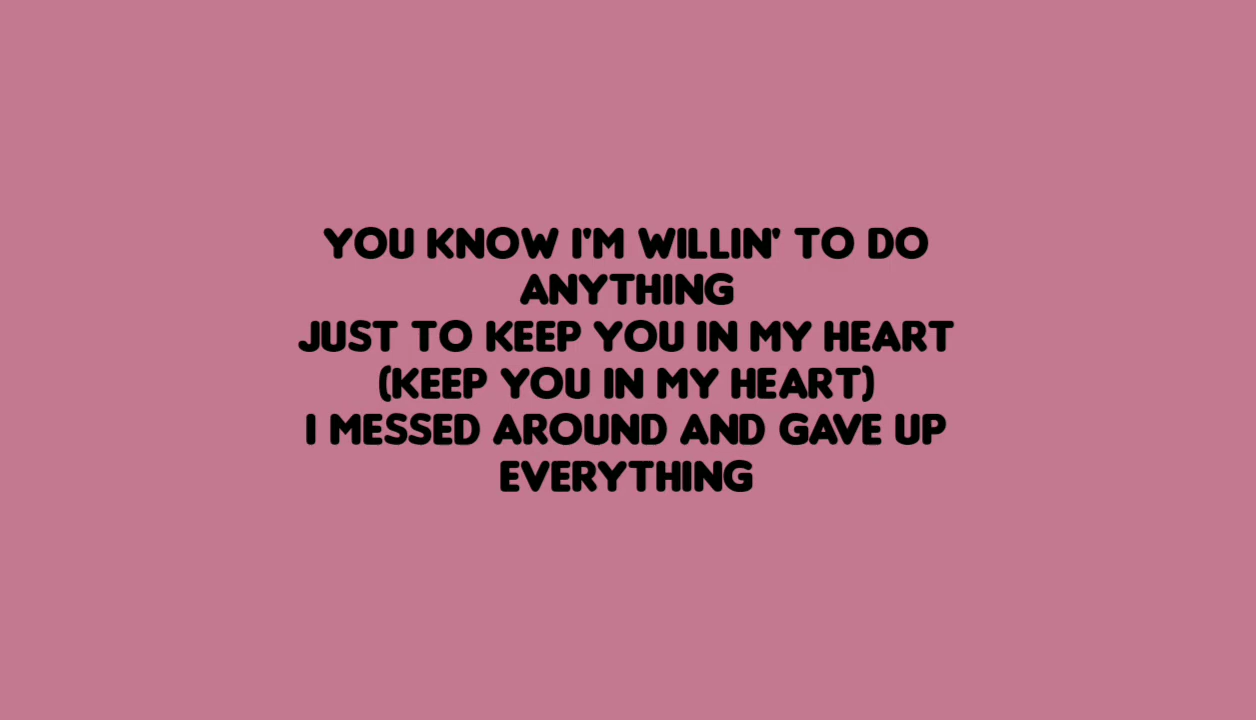 YOU KNOW I'M WILLIN' TO DO
ANYTHING
JUST TO KEEP YOU IN MY HEART
(KEEP YOU IN MY HEART)
I MESSED AROUND AND GAVE UP
EVERYTHING